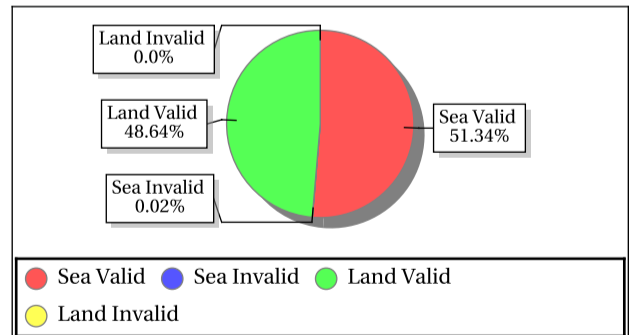 Land Invalid
0.0%
Land Valid
48.64%
Sea Valid
51.34%
Sea Invalid
0.02%
Sea Valid Sea Invalid Land Valid
Land Invalid